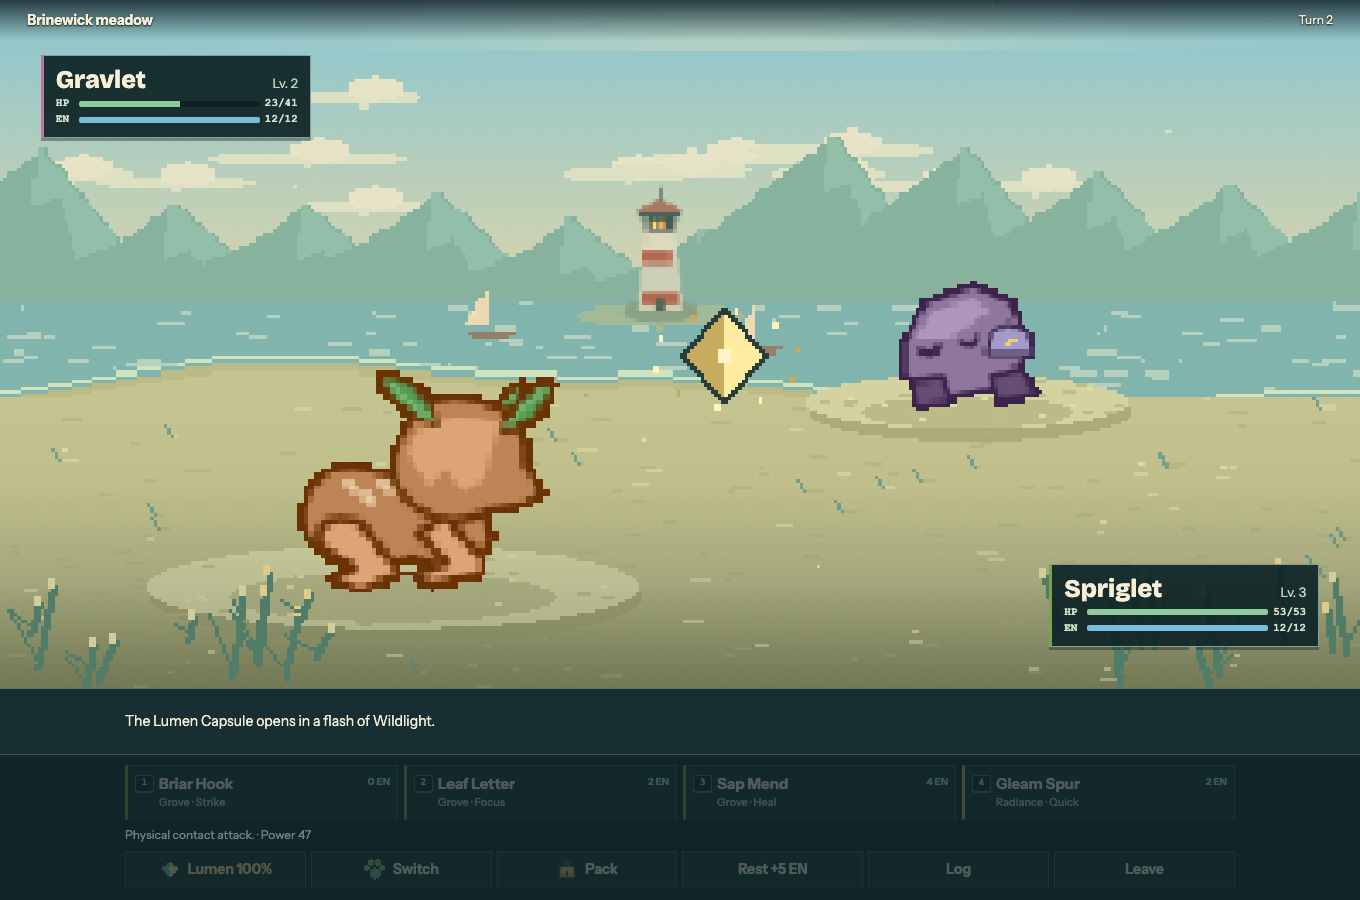 Brinewick meadow
Turn 2
Gravlet
Lv. 2
HP 23/41
EN 12/12
Spriglet
Lv. 3
HP 53/53
EN 12/12
The Lumen Capsule opens in a flash of Wildlight.
1 Briar Hook 0 EN
Grove · Strike
2 Leaf Letter 2 EN
Grove · Focus
3 Sap Mend 4 EN
Grove · Heal
4 Gleam Spur 2 EN
Radiance · Quick
Physical contact attack. · Power 47
Lumen 100%
Switch
Pack
Rest +5 EN
Log
Leave